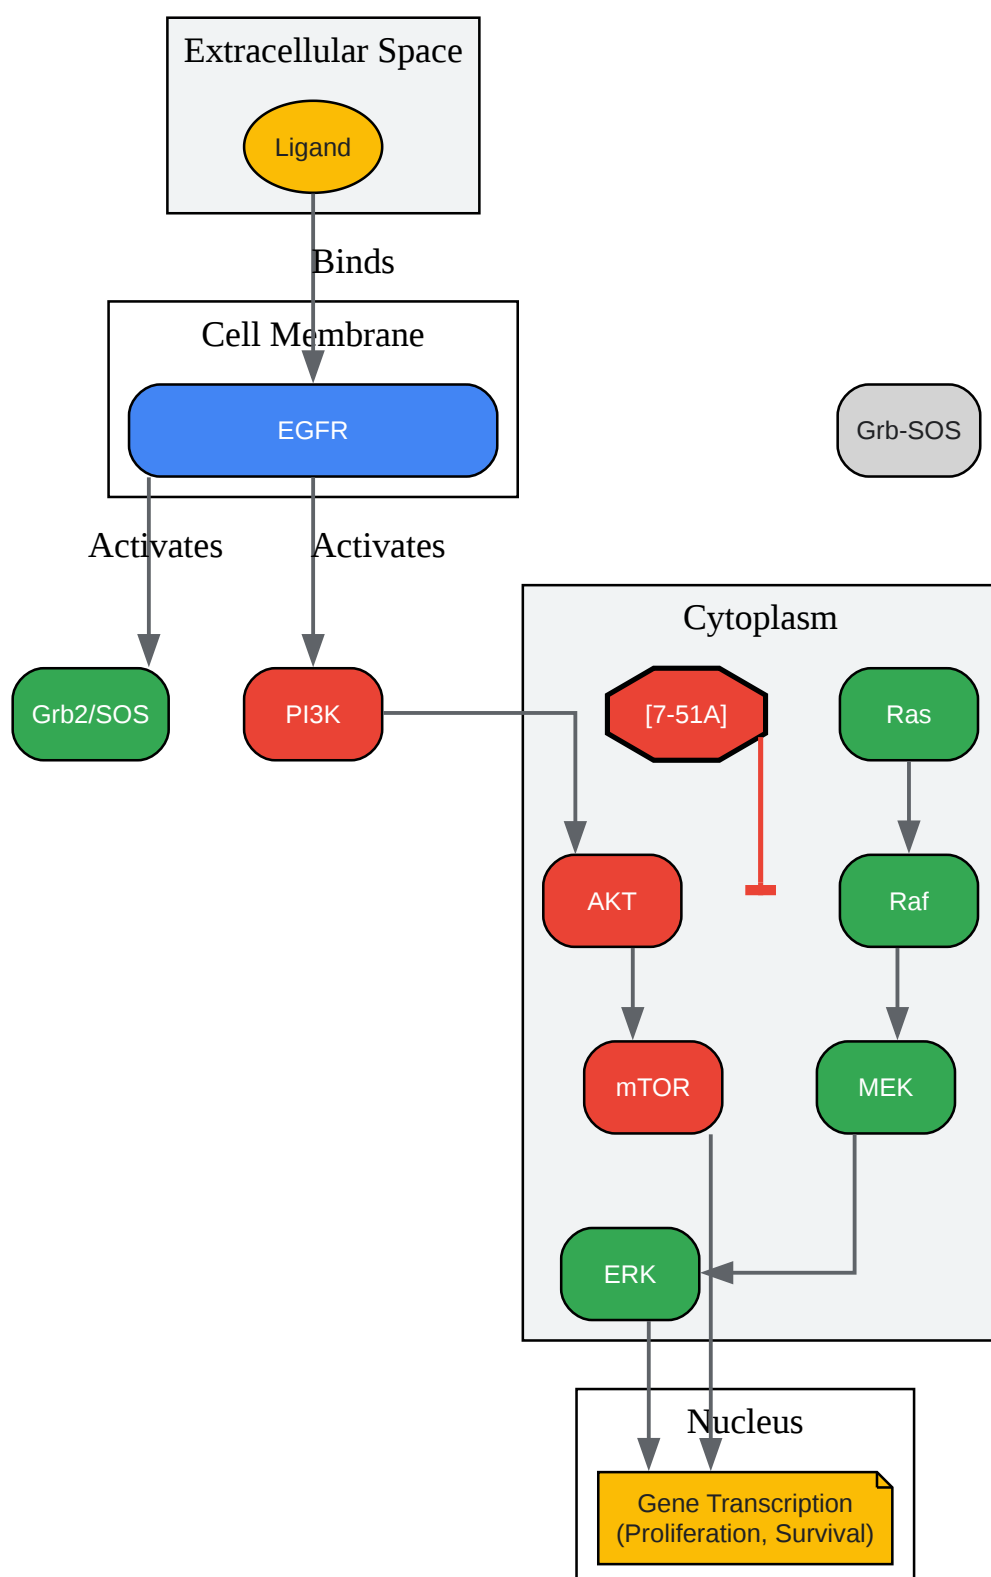 Extracellular Space
Ligand
Binds
Cell Membrane
EGFR
Grb-SOS
Activates
Activates
Cytoplasm
Grb2/SOS
PI3K
[7-51A]
Ras
AKT
Raf
mTOR
MEK
ERK
Nucleus
Gene Transcription
(Proliferation, Survival)